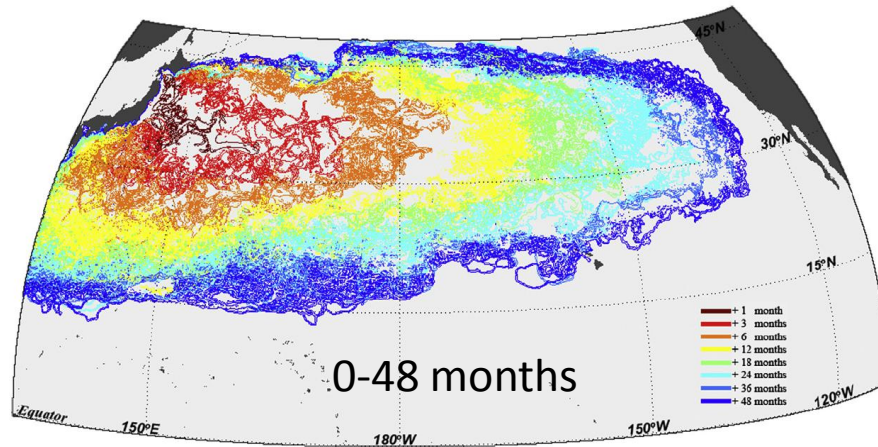 45°N
30°N
15°N
+ 1 month
+ 3 months
+ 6 months
+ 12 months
+ 18 months
+ 24 months
+ 36 months
+ 48 months
0-48 months
Equator
150°E
180°W
150°W
120°W